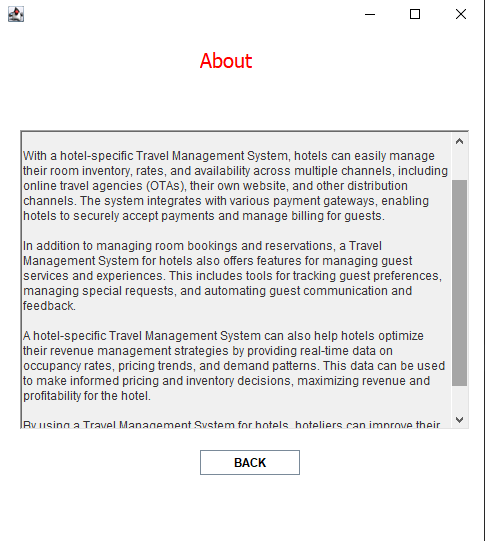 About
With a hotel-specific Travel Management System, hotels can easily manage
their room inventory, rates, and availability across multiple channels, including
online travel agencies (OTAs), their own website, and other distribution
channels. The system integrates with various payment gateways, enabling
hotels to securely accept payments and manage billing for guests.
In addition to managing room bookings and reservations, a Travel
Management System for hotels also offers features for managing guest
services and experiences. This includes tools for tracking guest preferences,
managing special requests, and automating guest communication and
feedback.
A hotel-specific Travel Management System can also help hotels optimize
their revenue management strategies by providing real-time data on
occupancy rates, pricing trends, and demand patterns. This data can be used
to make informed pricing and inventory decisions, maximizing revenue and
profitability for the hotel.
By using a Travel Management System for hotels, hoteliers can improve their
BACK